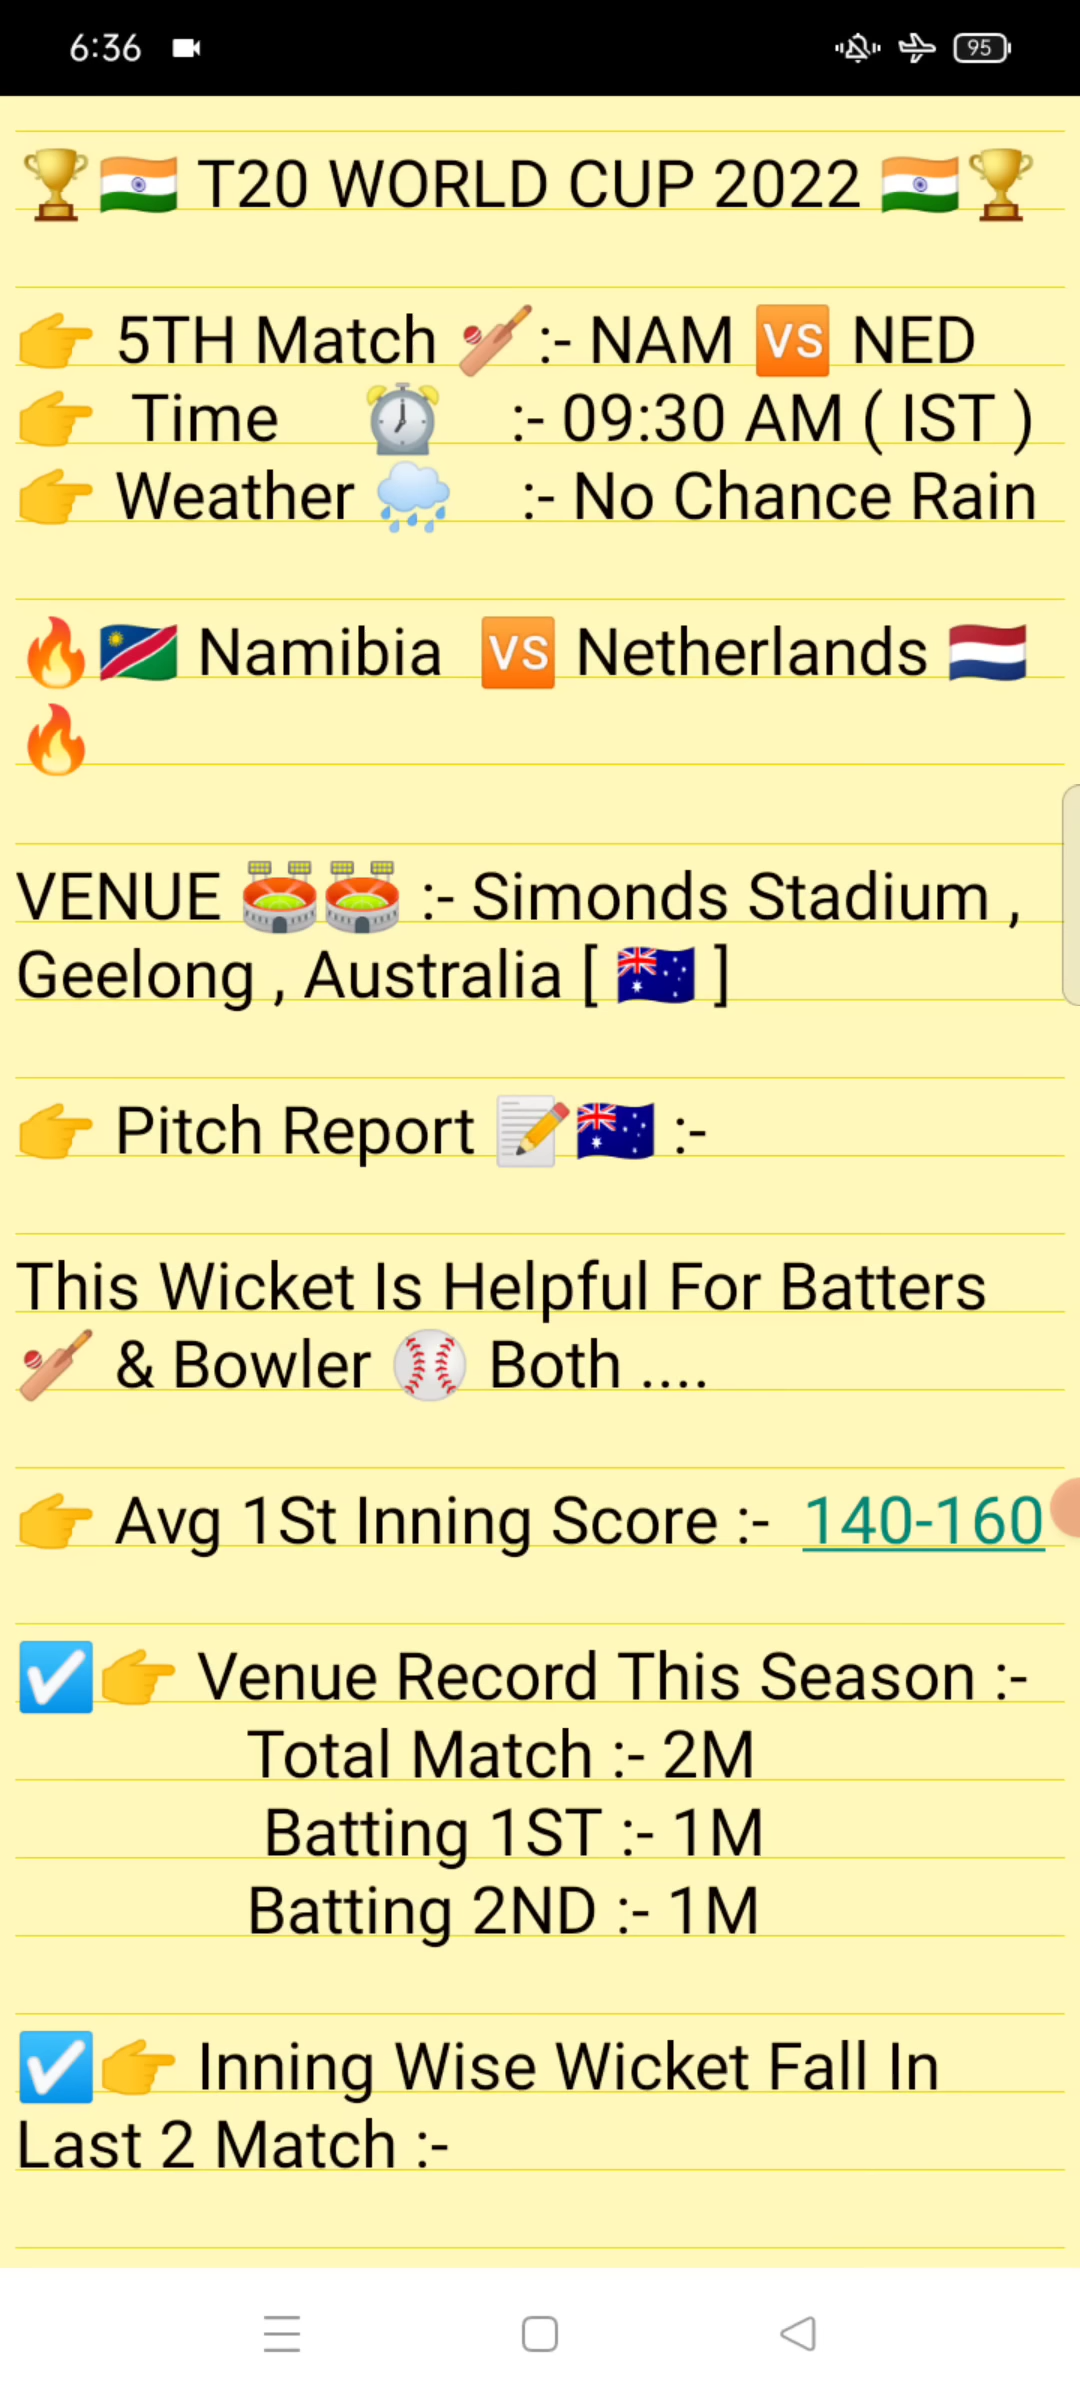 6:36
95
🏆🇮🇳 T20 WORLD CUP 2022 🇮🇳🏆
👉 5TH Match 🏏:- NAM 🆚 NED
👉 Time ⏰ :- 09:30 AM ( IST )
👉 Weather 🌧️ :- No Chance Rain
🔥🇳🇦 Namibia 🆚 Netherlands 🇳🇱
🔥
VENUE 🏟️🏟️ :- Simonds Stadium ,
Geelong , Australia [ 🇦🇺 ]
👉 Pitch Report 📝🇦🇺 :-
This Wicket Is Helpful For Batters
🏏 & Bowler ⚾ Both ....
👉 Avg 1St Inning Score :- 140-160
☑️👉 Venue Record This Season :-
Total Match :- 2M
Batting 1ST :- 1M
Batting 2ND :- 1M
☑️👉 Inning Wise Wicket Fall In
Last 2 Match :-